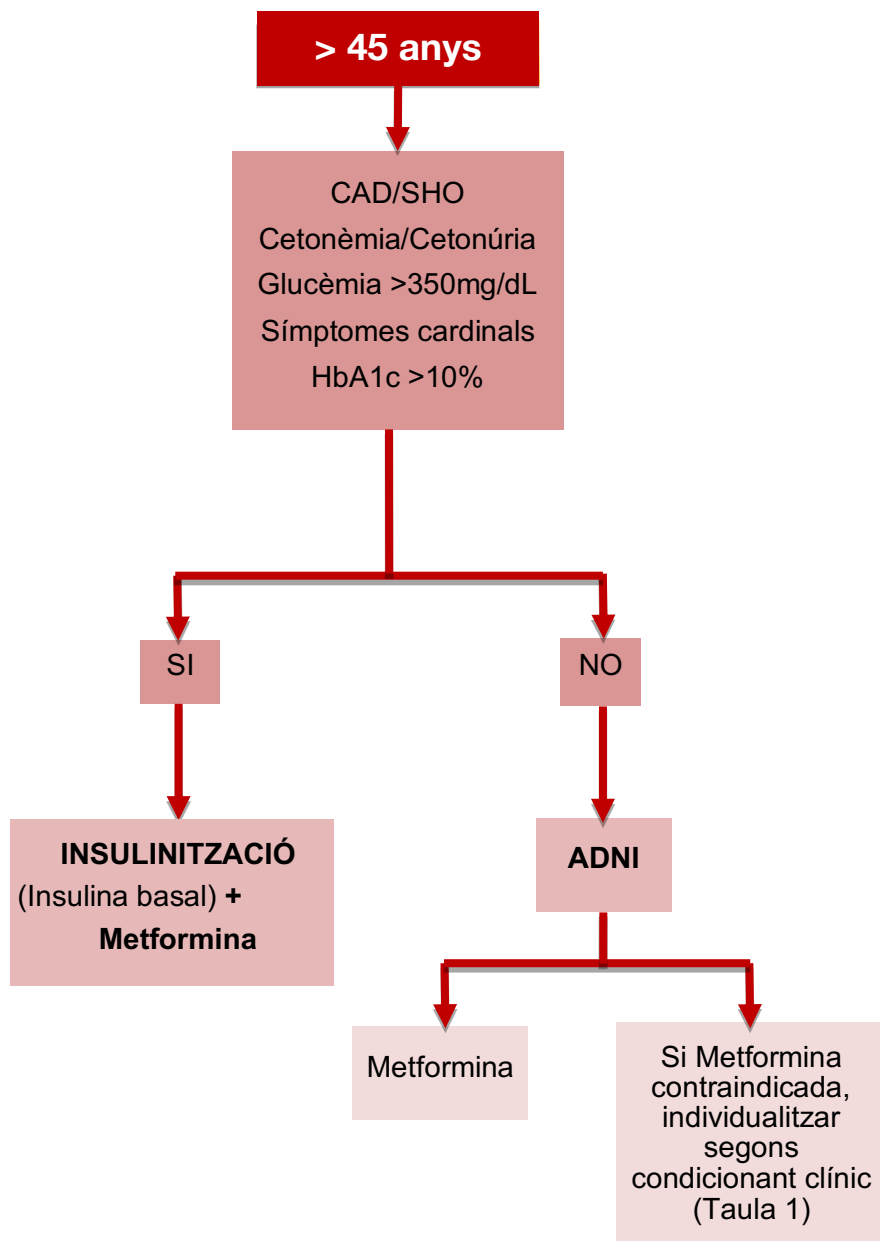 > 45 anys
CAD/SHO
Cetonèmia/Cetonúria
Glucèmia >350mg/dL
Símptomes cardinals
HbA1c >10%
SI
NO
INSULINITZACIÓ
(Insulina basal) +
Metformina
ADNI
Metformina
Si Metformina
contraindicada,
individualitzar
segons
condicionant clínic
(Taula 1)